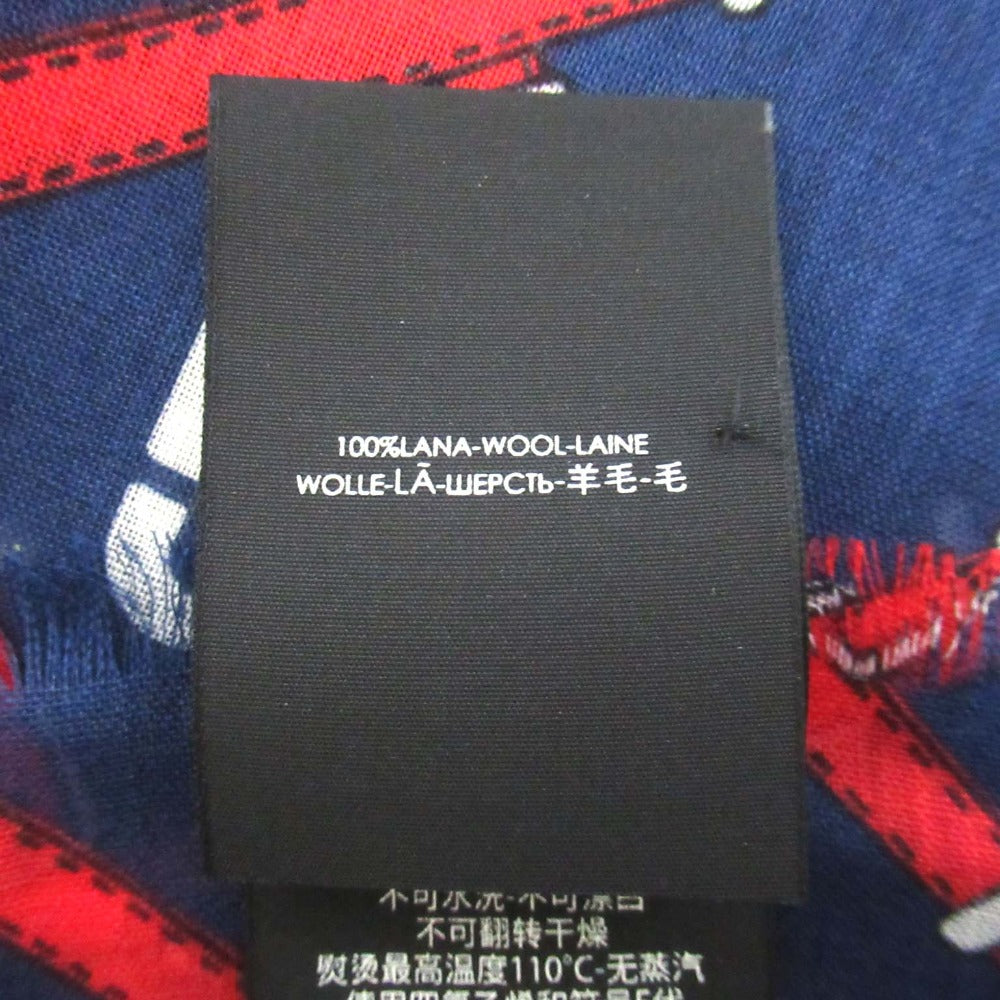 100%LANA-WOOL-LAINE
WOLLE-LÃ-ШЕРСТЬ-羊毛-毛
不可水洗-不可漂白
不可翻转干燥
熨烫最高温度110°C-无蒸汽